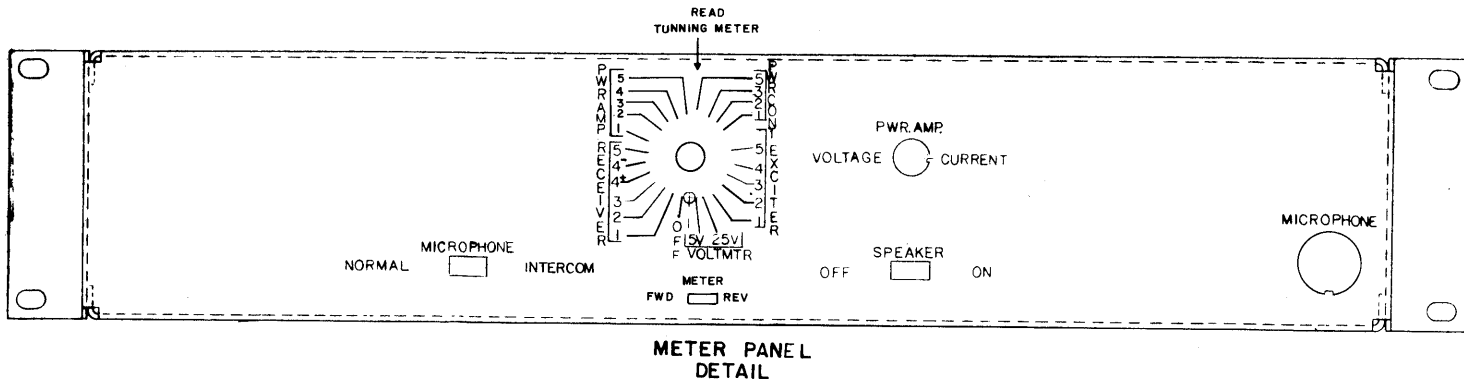 READ
TUNNING METER
PWR AMP
5
4
3
2
1
RECEIVER
5
4-
4+
3
2
1
PWR CONT
5
3
2
1
EXCITER
5
4
3
2
1
OFF
15V 25V
VOLTMTR
METER
FWD REV
MICROPHONE
NORMAL INTERCOM
PWR. AMP.
VOLTAGE CURRENT
SPEAKER
OFF ON
MICROPHONE
METER PANEL
DETAIL